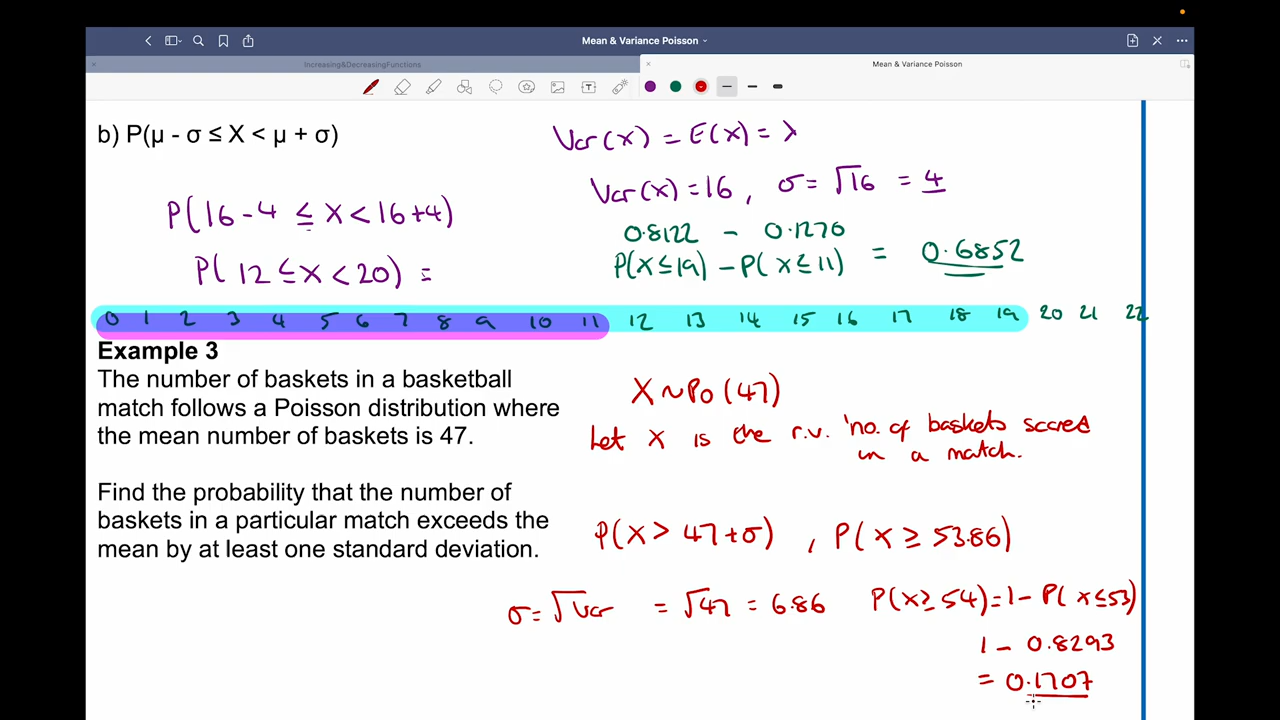 Mean & Variance Poisson
Increasing&DecreasingFunctions
Mean & Variance Poisson
b) P(μ - σ ≤ X < μ + σ)
Var(x) = E(x) = λ
Var(x) = 16 , σ = √16 = 4
P(16-4 ≤ X < 16+4)
0.8122 - 0.1270
P(X≤19) - P(X≤11) = 0.6852
P(12 ≤ X < 20) =
0 1 2 3 4 5 6 7 8 9 10 11 12 13 14 15 16 17 18 19 20 21 22
Example 3
The number of baskets in a basketball
match follows a Poisson distribution where
the mean number of baskets is 47.
X ~ Po (47)
Let X is the r.v. 'no. of baskets scored
in a match.
Find the probability that the number of
baskets in a particular match exceeds the
mean by at least one standard deviation.
P(X > 47+σ) , P(X ≥ 53.86)
σ = √Var = √47 = 6.86
P(X≥54) = 1 - P(X≤53)
1 - 0.8293
= 0.1707